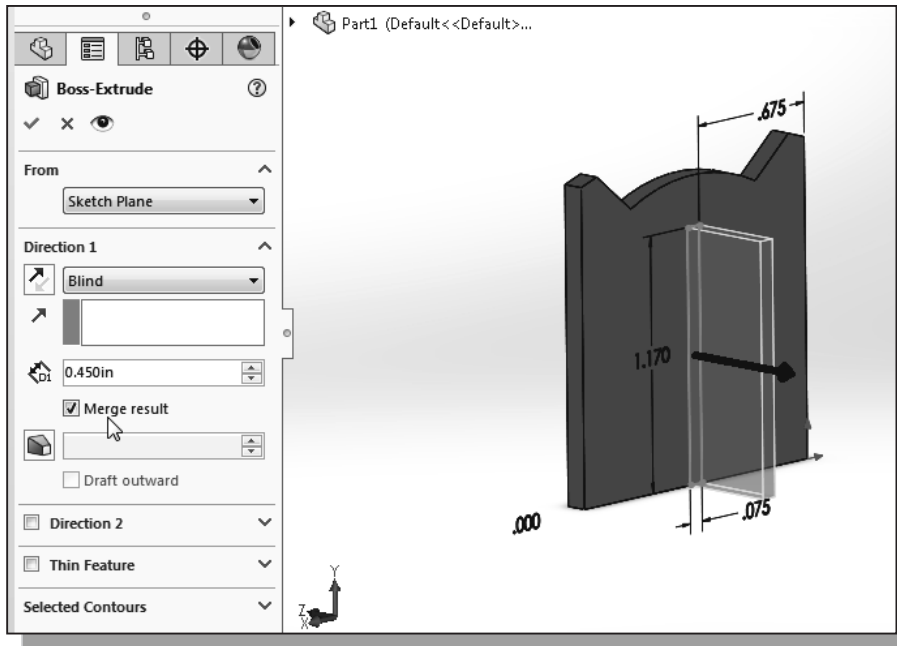 Part1 (Default<<Default>...
Boss-Extrude
From
Sketch Plane
Direction 1
Blind
D1
0.450in
Merge result
Draft outward
Direction 2
Thin Feature
Selected Contours
.675
1.170
.075
.000
Y
Z
X